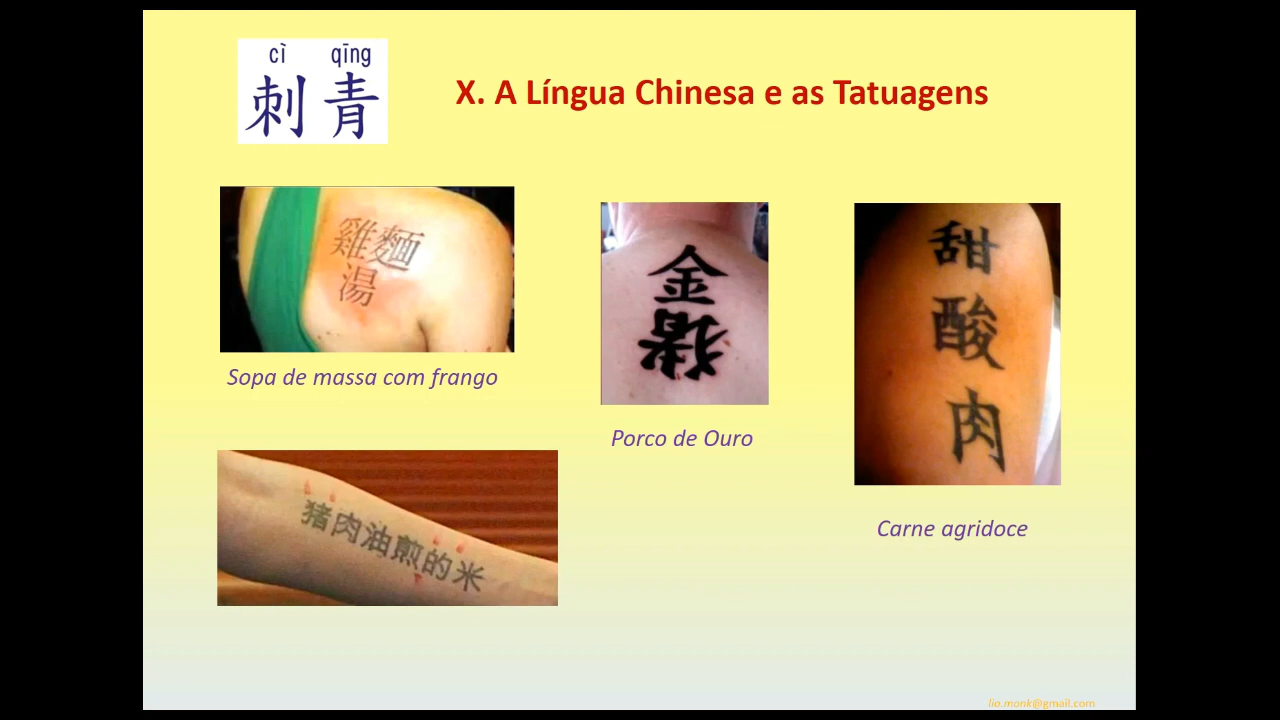 cì qīng
刺青
X. A Língua Chinesa e as Tatuagens
雞麵
湯
Sopa de massa com frango
金
猪
Porco de Ouro
甜
酸
肉
Carne agridoce
猪肉油煎的米
lio.monk@gmail.com